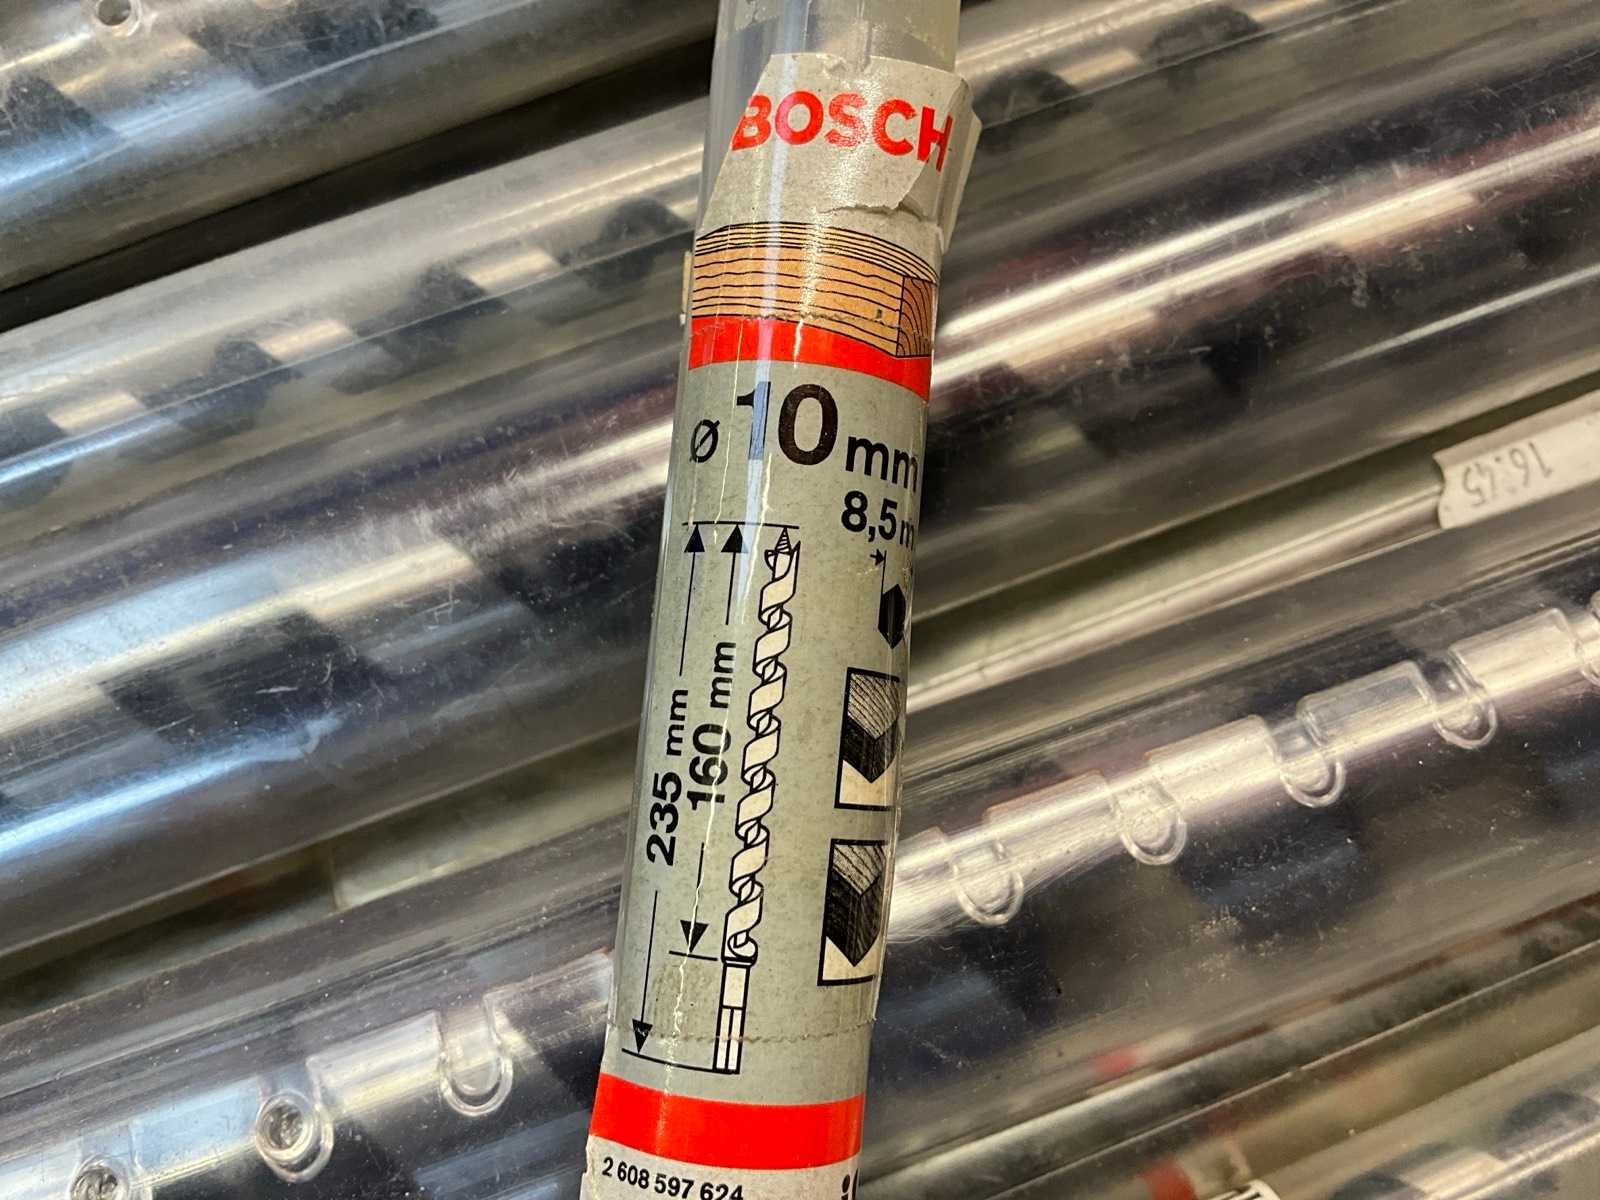 BOSCH
ø 10 mm
8,5
160 mm
235 mm
2 608 597 624
16.45